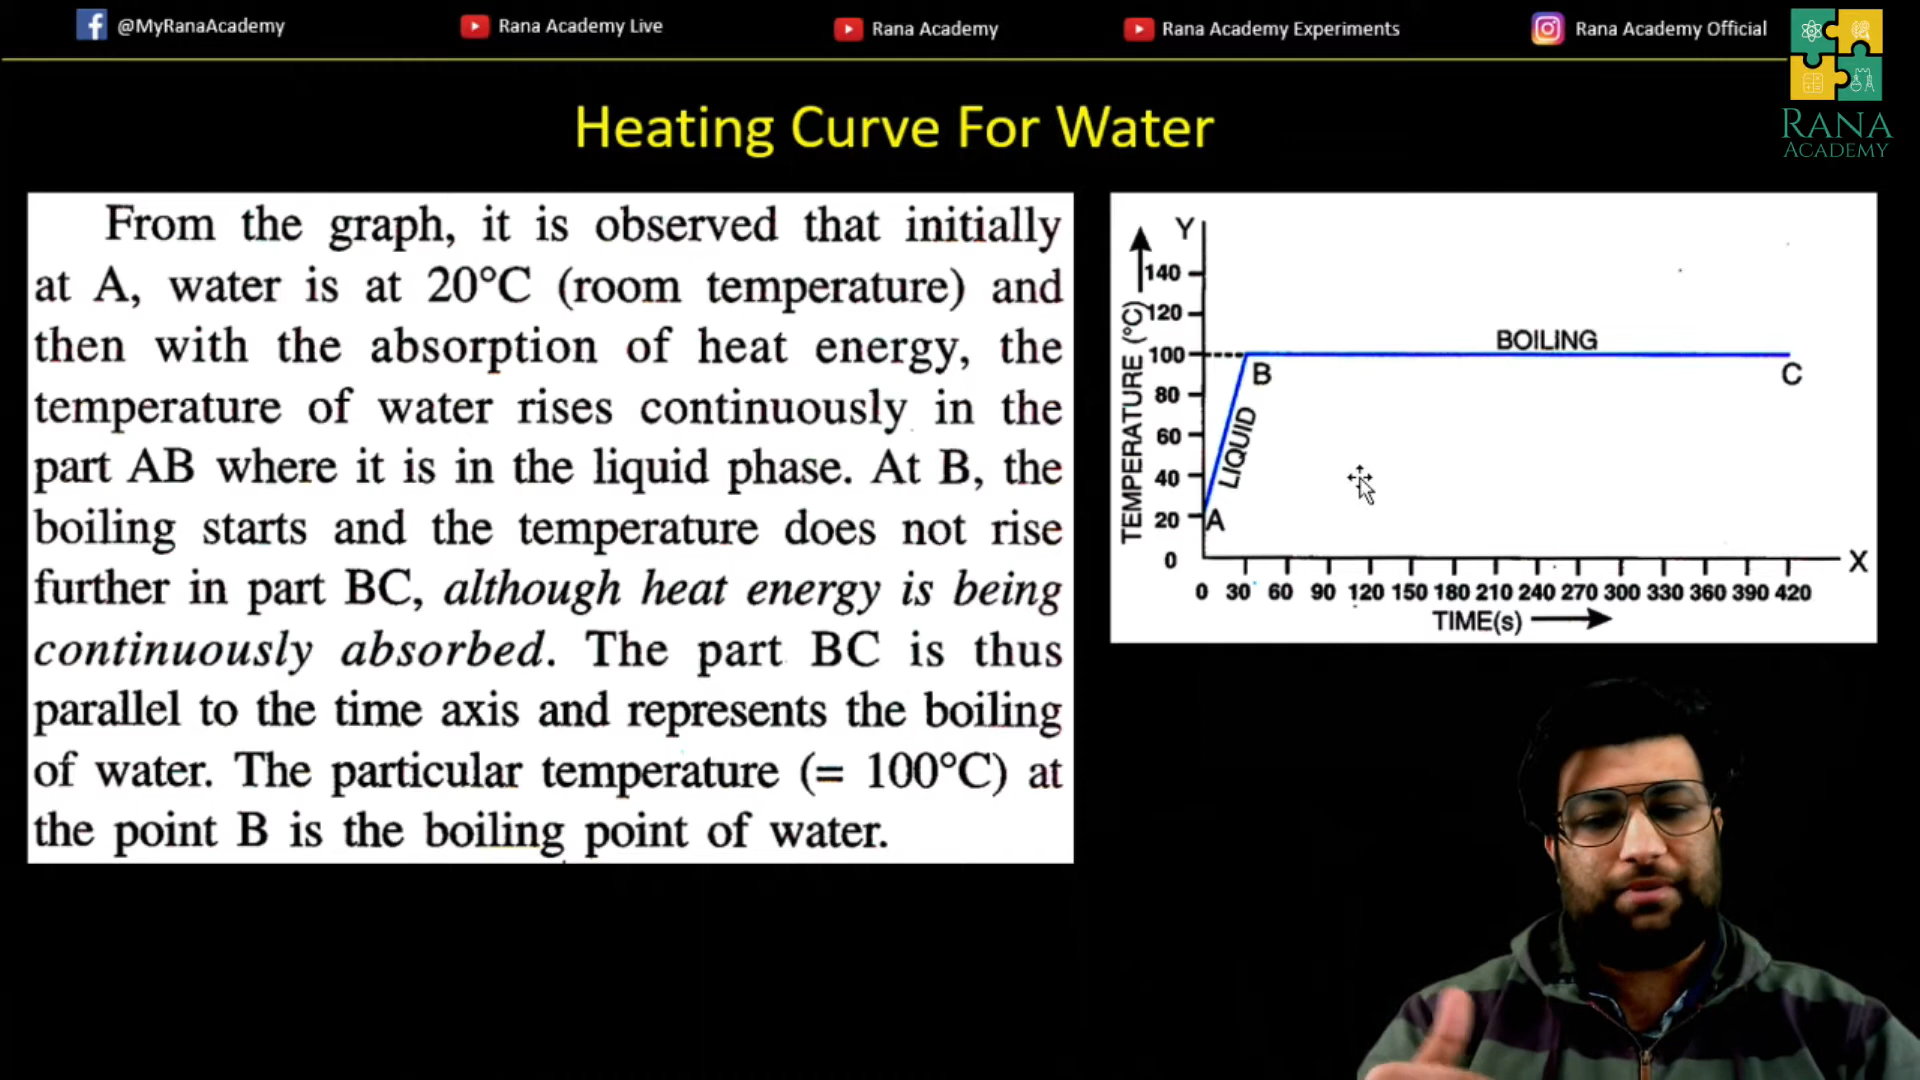 @MyRanaAcademy
Rana Academy Live
Rana Academy
Rana Academy Experiments
Rana Academy Official
RANA
ACADEMY
Heating Curve For Water
From the graph, it is observed that initially
at A, water is at 20°C (room temperature) and
then with the absorption of heat energy, the
temperature of water rises continuously in the
part AB where it is in the liquid phase. At B, the
boiling starts and the temperature does not rise
further in part BC, although heat energy is being
continuously absorbed. The part BC is thus
parallel to the time axis and represents the boiling
of water. The particular temperature (= 100°C) at
the point B is the boiling point of water.
Y
140
120
100
80
60
40
20
0
TEMPERATURE (°C)
BOILING
B
C
LIQUID
A
X
0 30 60 90 120 150 180 210 240 270 300 330 360 390 420
TIME(s)